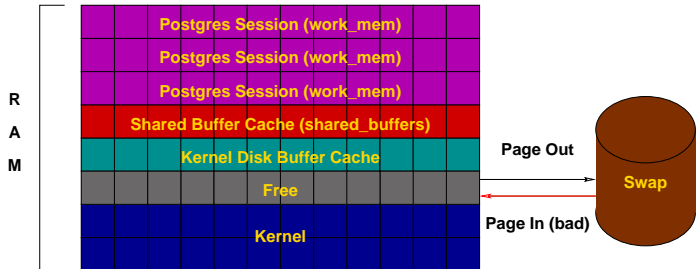 Postgres Session (work_mem)
Postgres Session (work_mem)
Postgres Session (work_mem)
RAM
Shared Buffer Cache (shared_buffers)
Kernel Disk Buffer Cache
Page Out
Free
Swap
Page In (bad)
Kernel